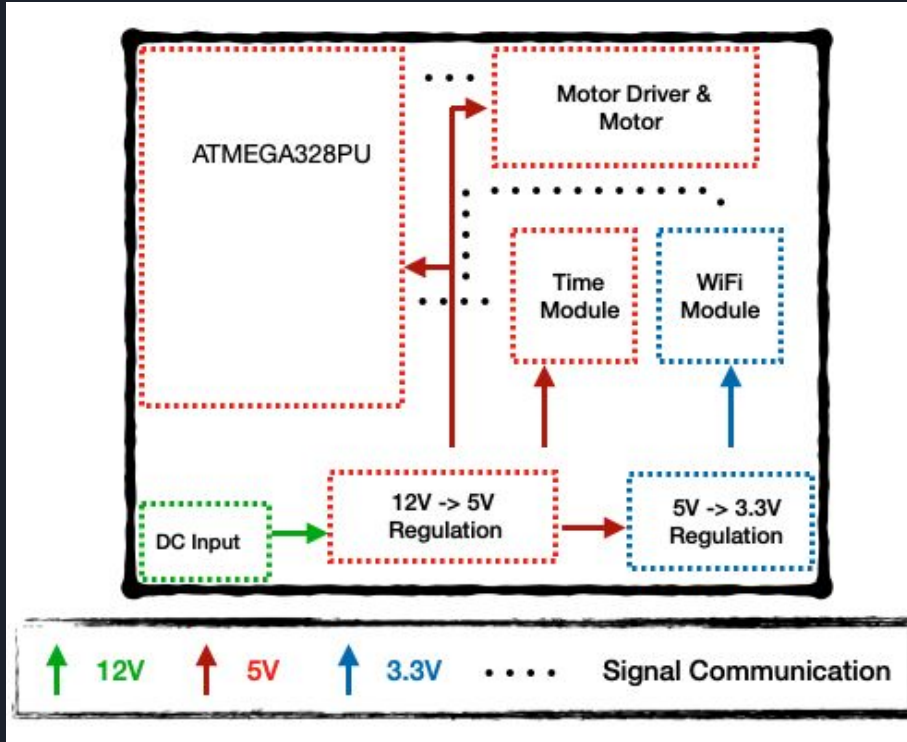 ATMEGA328PU
Motor Driver &
Motor
Time
Module
WiFi
Module
DC Input
12V -> 5V
Regulation
5V -> 3.3V
Regulation
12V
5V
3.3V
Signal Communication